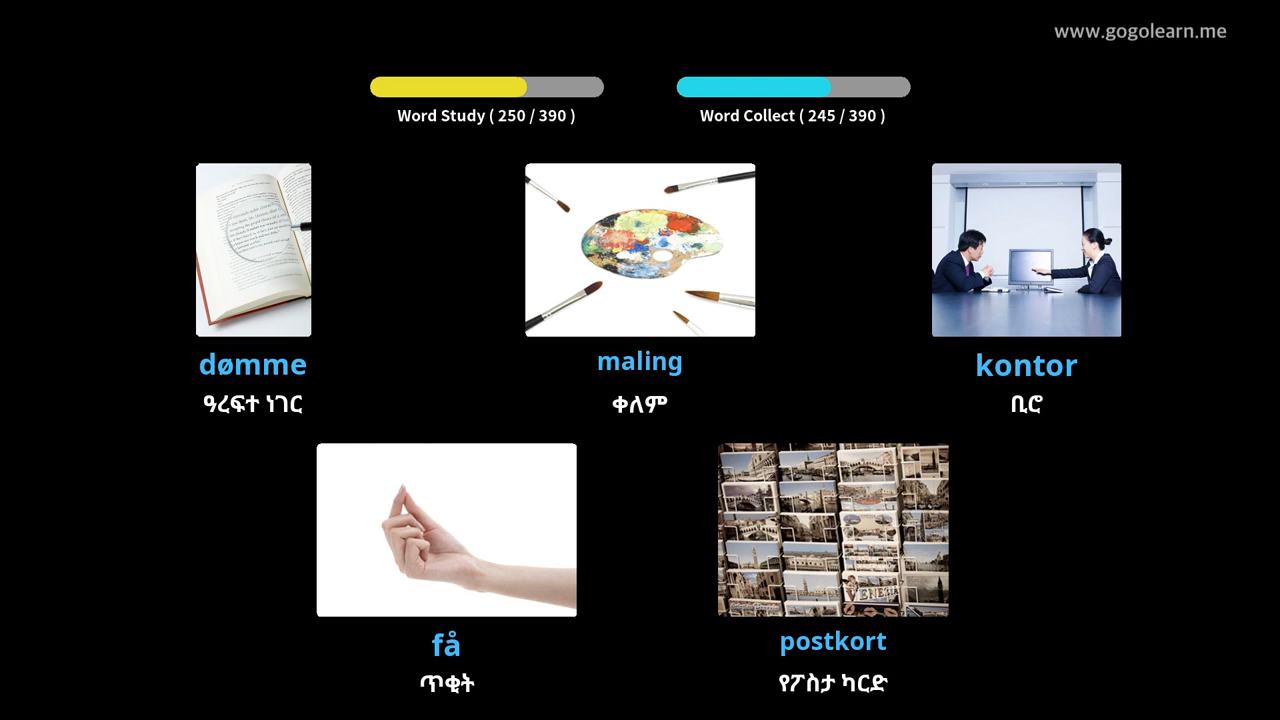 www.gogolearn.me
Word Study ( 250 / 390 )
Word Collect ( 245 / 390 )
dømme
maling
kontor
ዓረፍተ ነገር
ቀለም
ቢሮ
få
postkort
ጥቂት
የፖስታ ካርድ